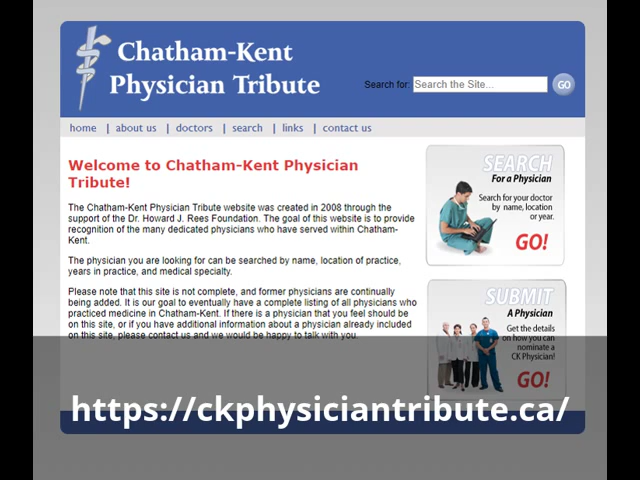 Chatham-Kent
Physician Tribute
Search for: Search the Site... GO
home | about us | doctors | search | links | contact us
Welcome to Chatham-Kent Physician
Tribute!
The Chatham-Kent Physician Tribute website was created in 2008 through the
support of the Dr. Howard J. Rees Foundation. The goal of this website is to provide
recognition of the many dedicated physicians who have served within Chatham-
Kent.
The physician you are looking for can be searched by name, location of practice,
years in practice, and medical specialty.
Please note that this site is not complete, and former physicians are continually
being added. It is our goal to eventually have a complete listing of all physicians who
practiced medicine in Chatham-Kent. If there is a physician that you feel should be
on this site, or if you have additional information about a physician already included
on this site, please contact us and we would be happy to talk with you.
SEARCH
For a Physician
Search for your doctor
by name, location
or year.
GO!
SUBMIT
A Physician
Get the details
on how you can
nominate a
CK Physician!
GO!
https://ckphysiciantribute.ca/